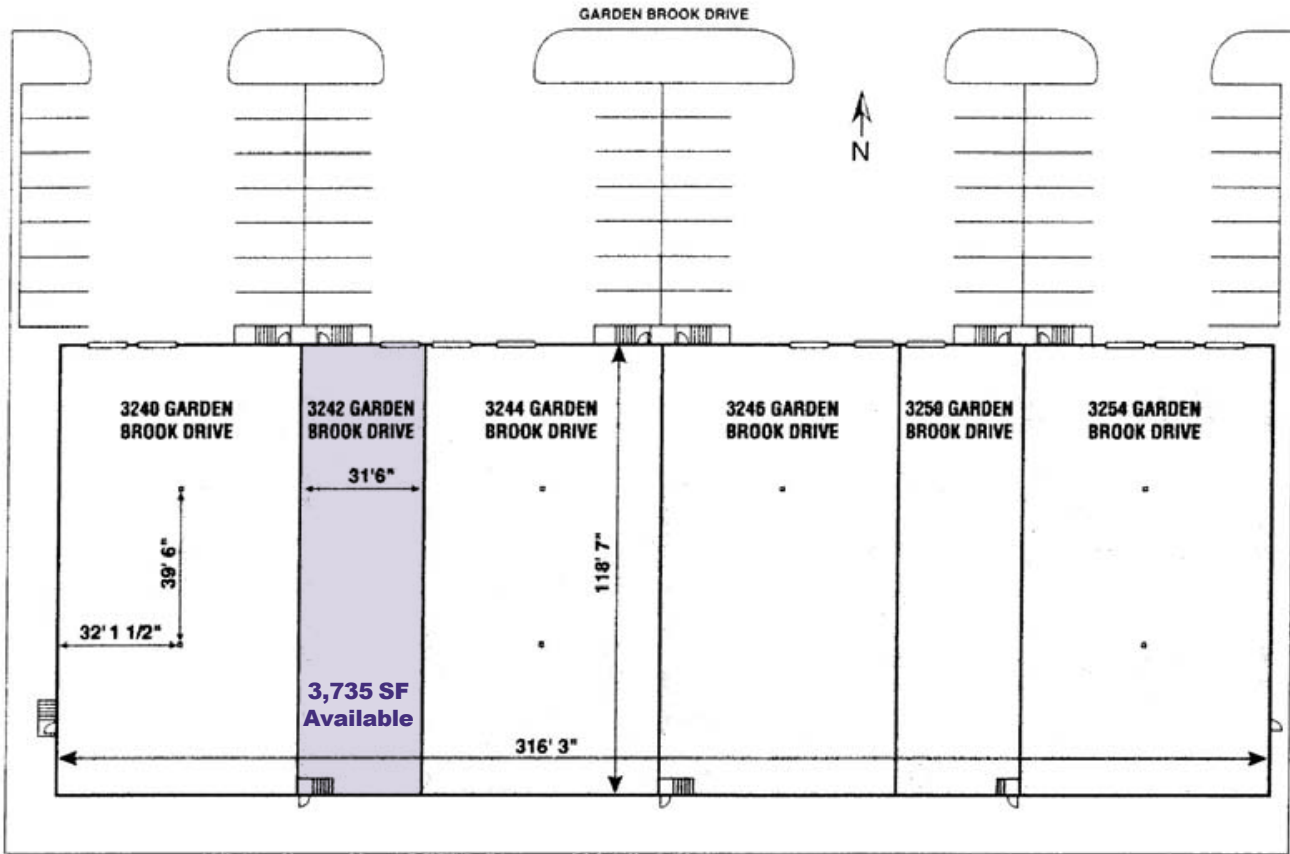 GARDEN BROOK DRIVE
N
3240 GARDEN
BROOK DRIVE
3242 GARDEN
BROOK DRIVE
3244 GARDEN
BROOK DRIVE
3246 GARDEN
BROOK DRIVE
3250 GARDEN
BROOK DRIVE
3254 GARDEN
BROOK DRIVE
31'6"
39' 6"
118' 7"
32' 1 1/2"
3,735 SF
Available
316' 3"